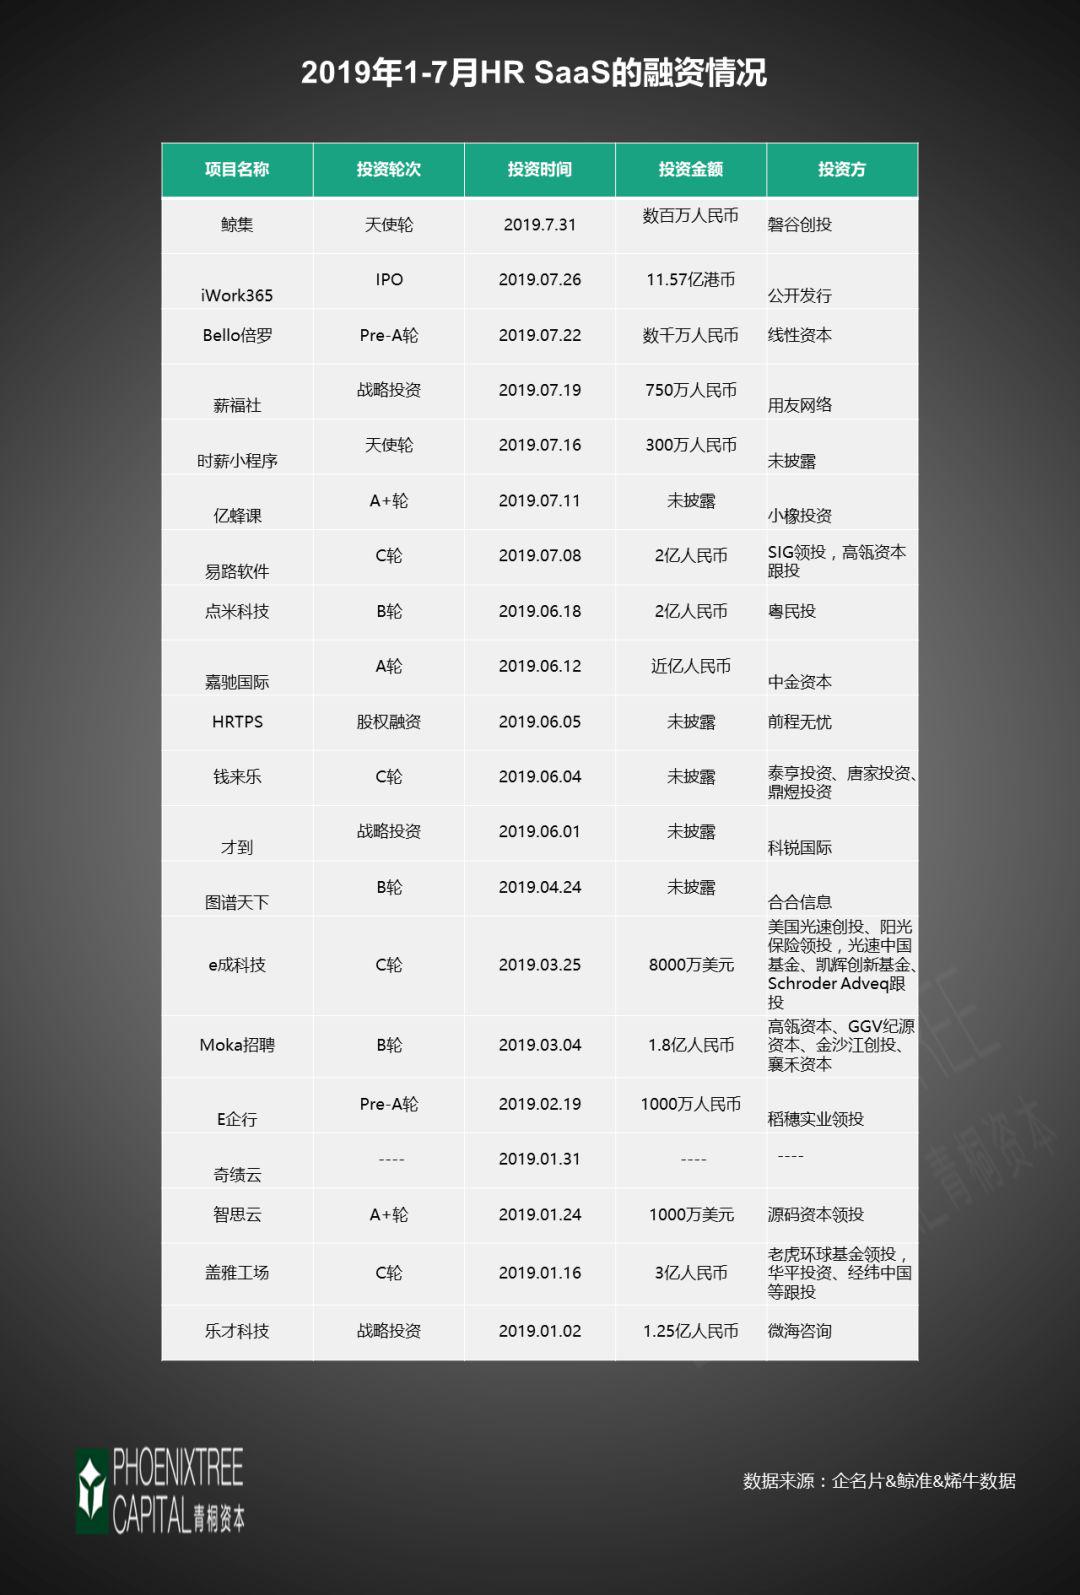 2019年1-7月HR SaaS的融资情况
项目名称 投资轮次 投资时间 投资金额 投资方
鲸集 天使轮 2019.7.31 数百万人民币 磐谷创投
iWork365 IPO 2019.07.26 11.57亿港币 公开发行
Bello倍罗 Pre-A轮 2019.07.22 数千万人民币 线性资本
薪福社 战略投资 2019.07.19 750万人民币 用友网络
时薪小程序 天使轮 2019.07.16 300万人民币 未披露
亿蜂课 A+轮 2019.07.11 未披露 小橡投资
易路软件 C轮 2019.07.08 2亿人民币 SIG领投，高瓴资本
跟投
点米科技 B轮 2019.06.18 2亿人民币 粤民投
嘉驰国际 A轮 2019.06.12 近亿人民币 中金资本
HRTPS 股权融资 2019.06.05 未披露 前程无忧
钱来乐 C轮 2019.06.04 未披露 泰亨投资、唐家投资、
鼎煜投资
才到 战略投资 2019.06.01 未披露 科锐国际
图谱天下 B轮 2019.04.24 未披露 合合信息
e成科技 C轮 2019.03.25 8000万美元 美国光速创投、阳光
保险领投，光速中国
基金、凯辉创新基金、
Schroder Adveq跟
投
Moka招聘 B轮 2019.03.04 1.8亿人民币 高瓴资本、GGV纪源
资本、金沙江创投、
襄禾资本
E企行 Pre-A轮 2019.02.19 1000万人民币 稻穗实业领投
奇绩云 ---- 2019.01.31 ---- ----
智思云 A+轮 2019.01.24 1000万美元 源码资本领投
盖雅工场 C轮 2019.01.16 3亿人民币 老虎环球基金领投，
华平投资、经纬中国
等跟投
乐才科技 战略投资 2019.01.02 1.25亿人民币 微海咨询
PHOENIXTREE
CAPITAL 青桐资本
数据来源：企名片&鲸准&烯牛数据
青桐资本